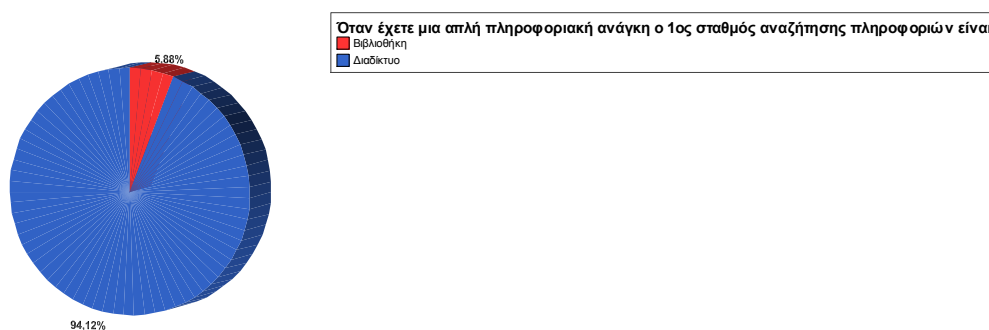 Όταν έχετε μια απλή πληροφοριακή ανάγκη ο 1ος σταθμός αναζήτησης πληροφοριών είναι
Βιβλιοθήκη
Διαδίκτυο
5,88%
94,12%